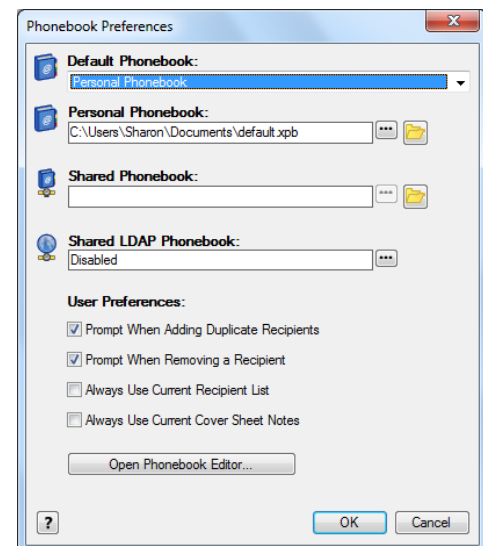 Phonebook Preferences
Default Phonebook:
Personal Phonebook
Personal Phonebook:
C:\Users\Sharon\Documents\default.xpb
Shared Phonebook:
Shared LDAP Phonebook:
Disabled
User Preferences:
Prompt When Adding Duplicate Recipients
Prompt When Removing a Recipient
Always Use Current Recipient List
Always Use Current Cover Sheet Notes
Open Phonebook Editor...
? OK Cancel